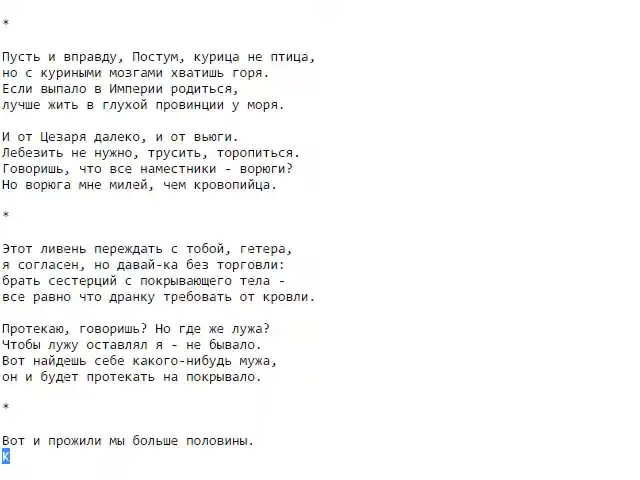 *
Пусть и вправду, Постум, курица не птица,
но с куриными мозгами хватишь горя.
Если выпало в Империи родиться,
лучше жить в глухой провинции у моря.
И от Цезаря далеко, и от вьюги.
Лебезить не нужно, трусить, торопиться.
Говоришь, что все наместники - ворюги?
Но ворюга мне милей, чем кровопийца.
*
Этот ливень переждать с тобой, гетера,
я согласен, но давай-ка без торговли:
брать сестерций с покрывающего тела -
все равно что дранку требовать от кровли.
Протекаю, говоришь? Но где же лужа?
Чтобы лужу оставлял я - не бывало.
Вот найдешь себе какого-нибудь мужа,
он и будет протекать на покрывало.
*
Вот и прожили мы больше половины.
К